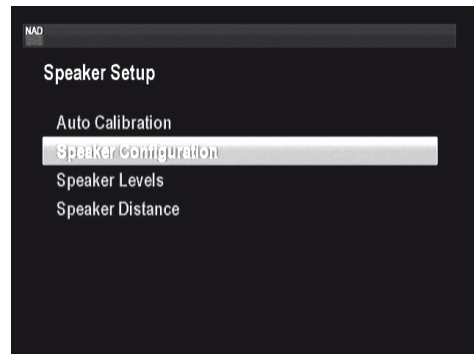 NAD
Speaker Setup
Auto Calibration
Speaker Configuration
Speaker Levels
Speaker Distance